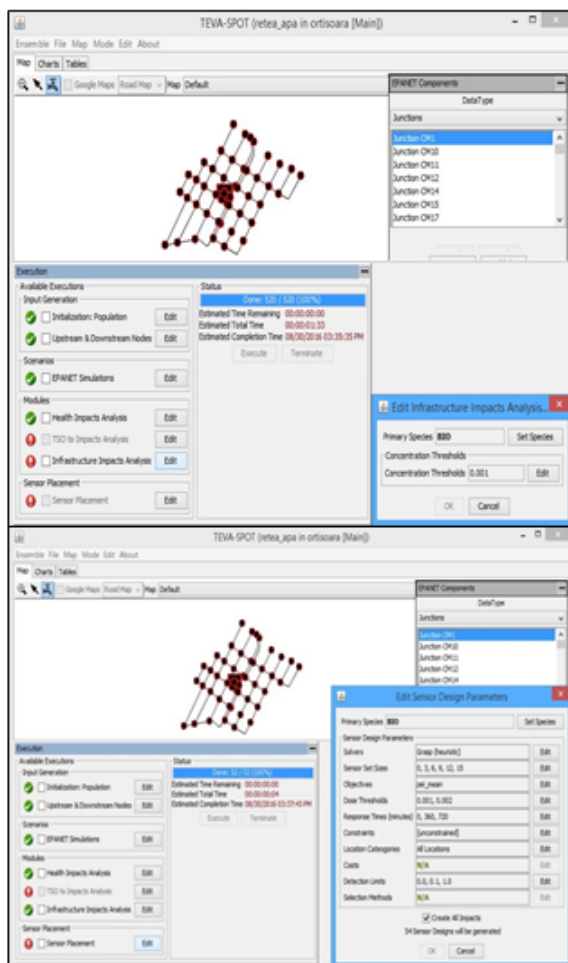 TEVA-SPOT (retea_apa in ortisoara [Main])
Ensemble File Map Mode Edit About
Map Charts Tables
Google Maps Road Map Map Default
EPANET Components
DataType
Junctions
Junction CM1
Junction CM10
Junction CM11
Junction CM12
Junction CM14
Junction CM15
Junction CM17
Execution
Available Executions
Input Generation
Initialization: Population Edit
Upstream & Downstream Nodes Edit
Scenarios
EPANET Simulations Edit
Modules
Health Impacts Analysis Edit
TSO to Impacts Analysis Edit
Infrastructure Impacts Analysis Edit
Sensor Placement
Sensor Placement Edit
Status
Done: 520 / 520 (100%)
Estimated Time Remaining 00:00:00:00
Estimated Total Time 00:00:01:33
Estimated Completion Time 08/30/2016 03:35:35 PM
Execute Terminate
Edit Infrastructure Impacts Analysis...
Primary Species BIO Set Species
Concentration Thresholds
Concentration Thresholds 0.001 Edit
OK Cancel
TEVA-SPOT (retea_apa in ortisoara [Main])
Ensemble File Map Mode Edit About
Map Charts Tables
Google Maps Road Map Map Default
EPANET Components
DataType
Junctions
Junction CM1
Junction CM10
Junction CM11
Junction CM12
Junction CM14
Execution
Available Executions
Input Generation
Initialization: Population Edit
Upstream & Downstream Nodes Edit
Scenarios
EPANET Simulations Edit
Modules
Health Impacts Analysis Edit
TSO to Impacts Analysis Edit
Infrastructure Impacts Analysis Edit
Sensor Placement
Sensor Placement Edit
Status
Done: 52 / 52 (100%)
Estimated Time Remaining 00:00:00:00
Estimated Total Time 00:00:00:04
Estimated Completion Time 08/30/2016 03:37:40 PM
Execute Terminate
Edit Sensor Design Parameters
Primary Species BIO Set Species
Sensor Design Parameters
Solvers Grasp [heuristic] Edit
Sensor Set Sizes 0, 3, 6, 9, 12, 15 Edit
Objectives per_mean Edit
Dose Thresholds 0.001, 0.002 Edit
Response Times (minutes) 0, 360, 720 Edit
Constraints [unconstrained] Edit
Location Categories All Locations Edit
Costs N/A Edit
Detection Limits 0.0, 0.1, 1.0 Edit
Selection Methods N/A Edit
Create All Impacts
54 Sensor Designs will be generated
OK Cancel